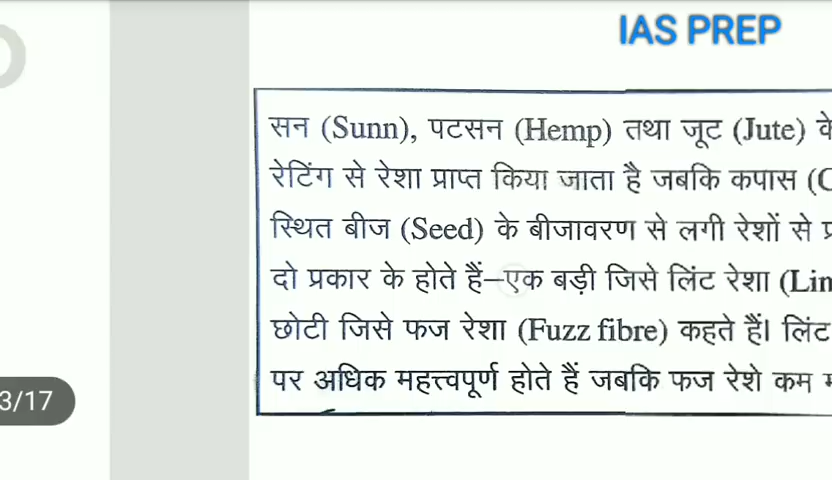 IAS PREP
सन (Sunn), पटसन (Hemp) तथा जूट (Jute) के
रेटिंग से रेशा प्राप्त किया जाता है जबकि कपास (C
स्थित बीज (Seed) के बीजावरण से लगी रेशों से प्र
दो प्रकार के होते हैं–एक बड़ी जिसे लिंट रेशा (Lin
छोटी जिसे फज रेशा (Fuzz fibre) कहते हैं। लिंट
पर अधिक महत्त्वपूर्ण होते हैं जबकि फज रेशे कम म
3/17